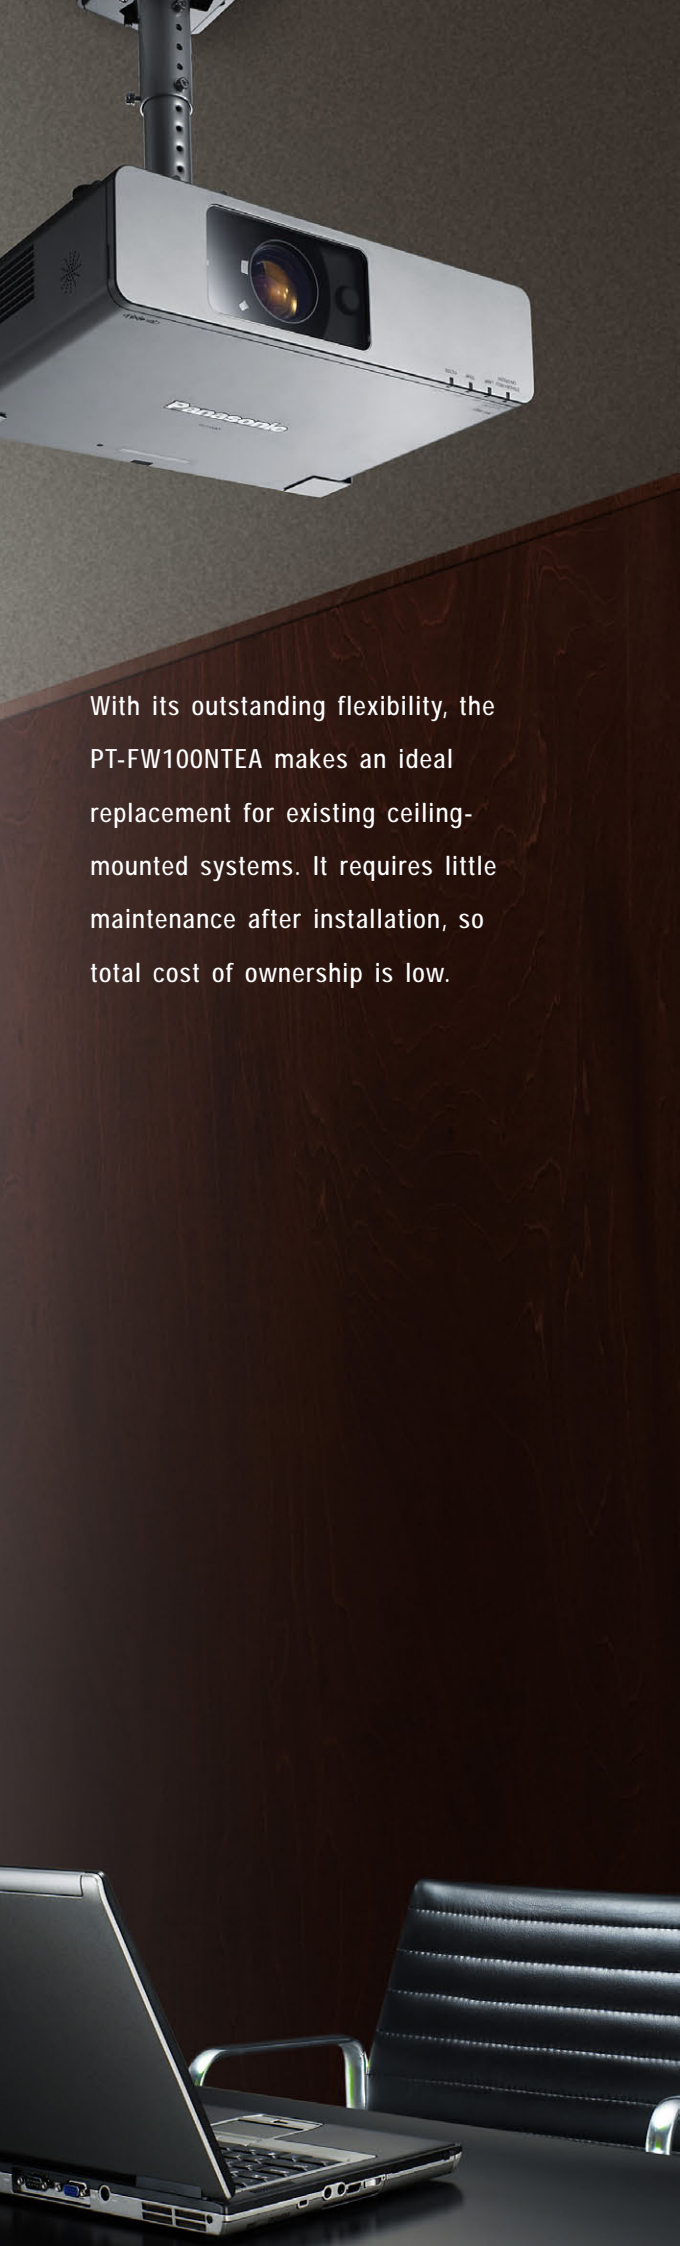 Panasonic
With its outstanding flexibility, the
PT-FW100NTEA makes an ideal
replacement for existing ceiling-
mounted systems. It requires little
maintenance after installation, so
total cost of ownership is low.